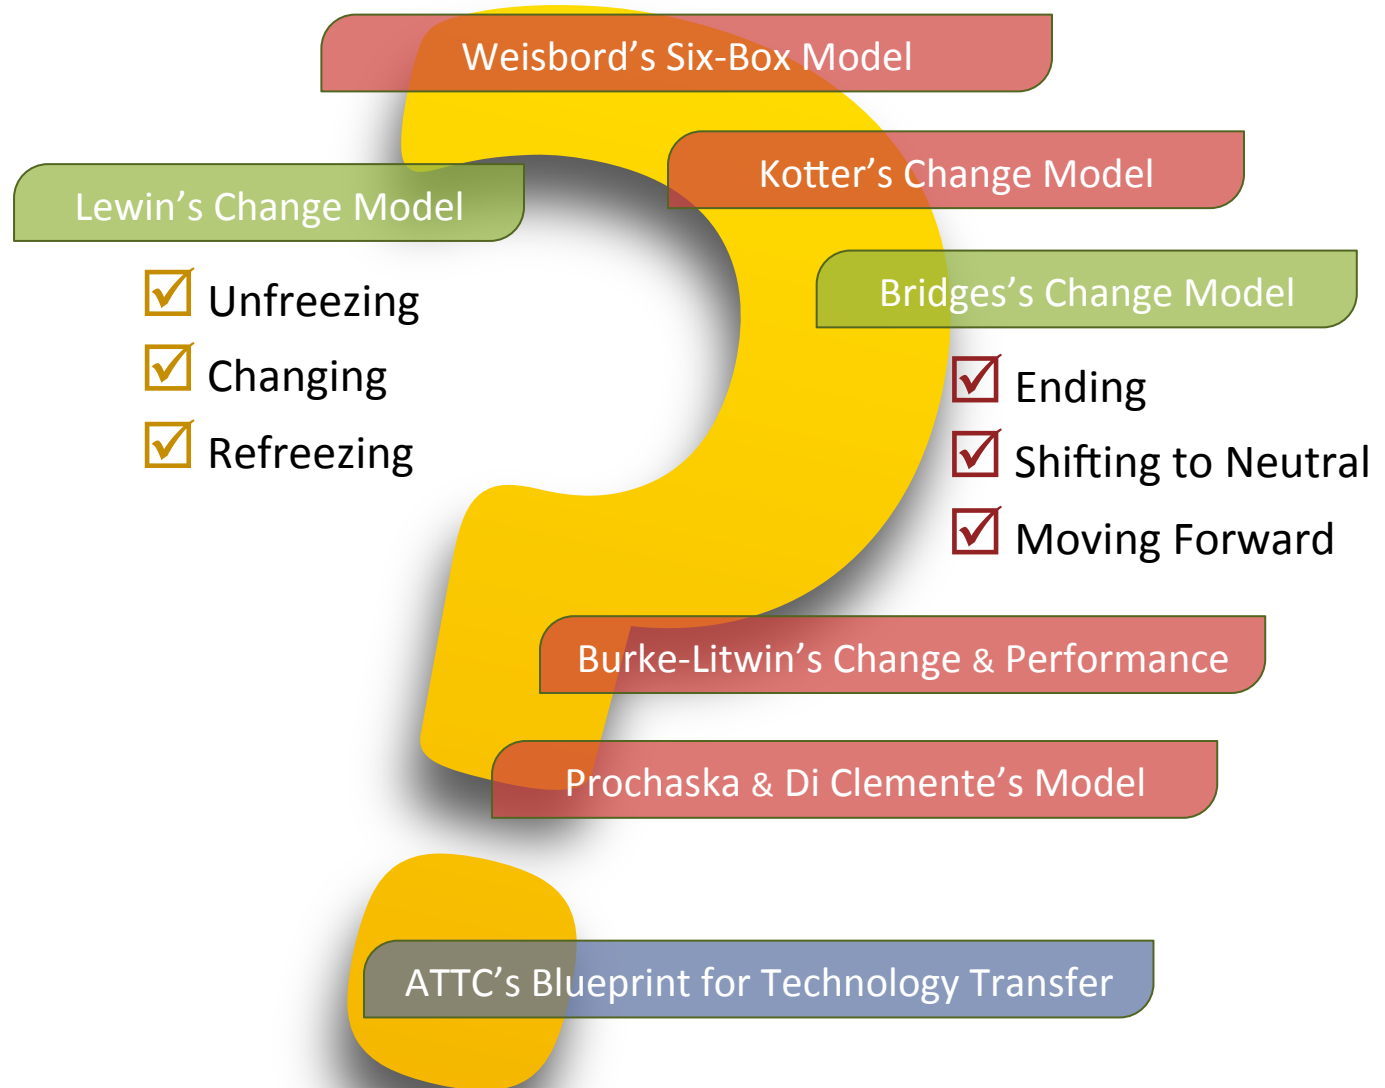 Weisbord’s Six-Box Model
Kotter’s Change Model
Lewin’s Change Model
Unfreezing
Changing
Refreezing
Bridges’s Change Model
Ending
Shifting to Neutral
Moving Forward
Burke-Litwin’s Change & Performance
Prochaska & Di Clemente’s Model
ATTC’s Blueprint for Technology Transfer